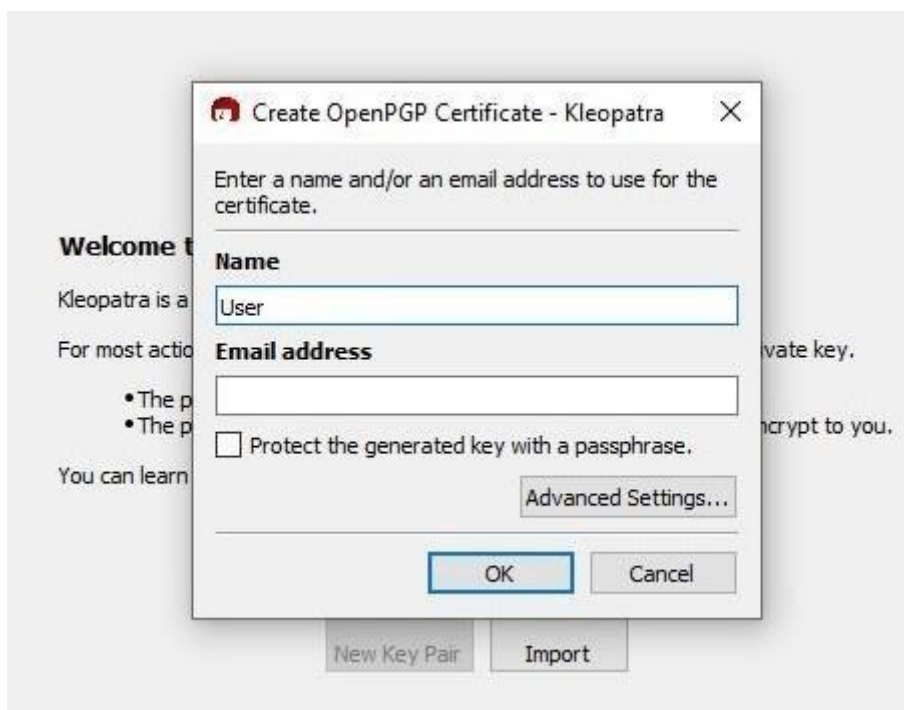 Create OpenPGP Certificate - Kleopatra
Enter a name and/or an email address to use for the
certificate.
Welcome t
Name
Kleopatra is a
User
For most actio
Email address
ivate key.
•The p
•The p
ncrypt to you.
Protect the generated key with a passphrase.
You can learn
Advanced Settings...
OK
Cancel
New Key Pair
Import